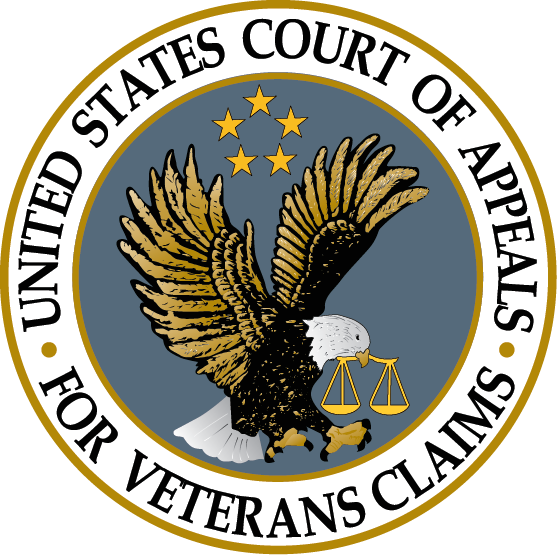 UNITED STATES COURT OF APPEALS
FOR VETERANS CLAIMS